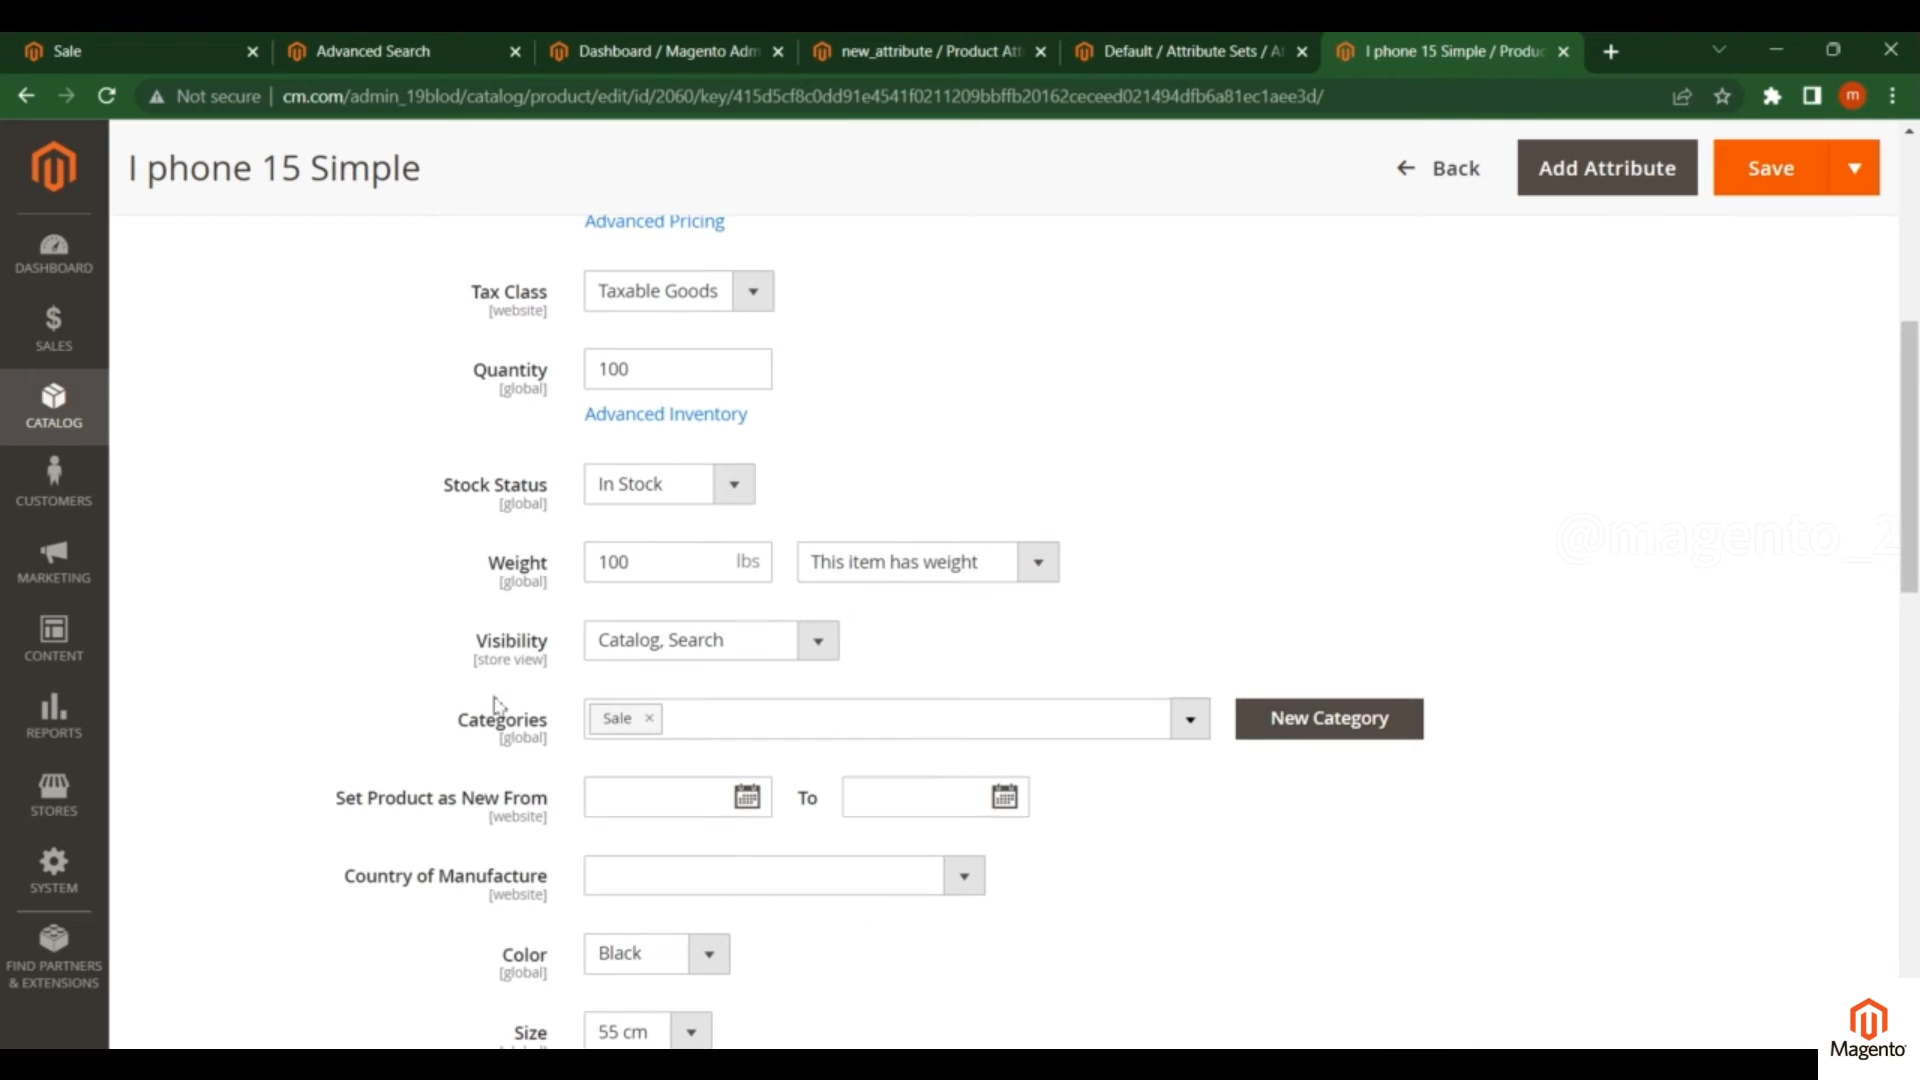 Sale
Advanced Search
Dashboard / Magento Adm
new_attribute / Product Att
Default / Attribute Sets / A
I phone 15 Simple / Produc
Not secure
cm.com/admin_19blod/catalog/product/edit/id/2060/key/415d5cf8c0dd91e4541f0211209bbffb20162ceceed021494dfb6a81ec1aee3d/
m
I phone 15 Simple
Back
Add Attribute
Save
DASHBOARD
SALES
CATALOG
CUSTOMERS
MARKETING
CONTENT
REPORTS
STORES
SYSTEM
FIND PARTNERS
& EXTENSIONS
Advanced Pricing
Tax Class
[website]
Taxable Goods
Quantity
[global]
100
Advanced Inventory
Stock Status
[global]
In Stock
Weight
[global]
100 lbs
This item has weight
Visibility
[store view]
Catalog, Search
Categories
[global]
Sale
New Category
Set Product as New From
[website]
To
Country of Manufacture
[website]
Color
[global]
Black
Size
55 cm
@magento_2
Magento